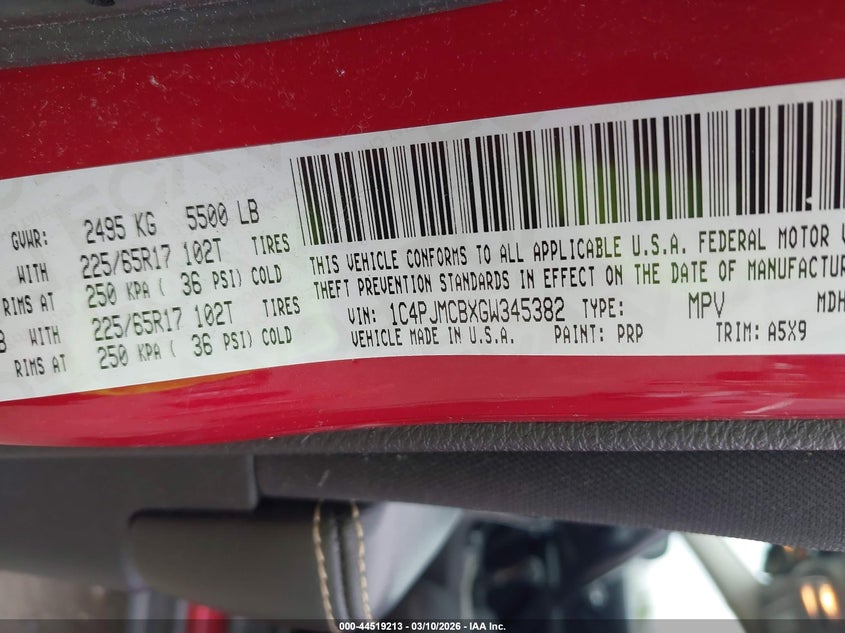 GVWR: 2495 KG 5500 LB
WITH 225/65R17 102T TIRES
RIMS AT 250 KPA ( 36 PSI) COLD
WITH 225/65R17 102T TIRES
RIMS AT 250 KPA ( 36 PSI) COLD
THIS VEHICLE CONFORMS TO ALL APPLICABLE U.S.A. FEDERAL MOTOR V
THEFT PREVENTION STANDARDS IN EFFECT ON THE DATE OF MANUFACTUR
VIN: 1C4PJMCBXGW345382 TYPE: MPV MDH
VEHICLE MADE IN U.S.A. PAINT: PRP TRIM: A5X9
000-44519213 - 03/10/2026 - IAA Inc.